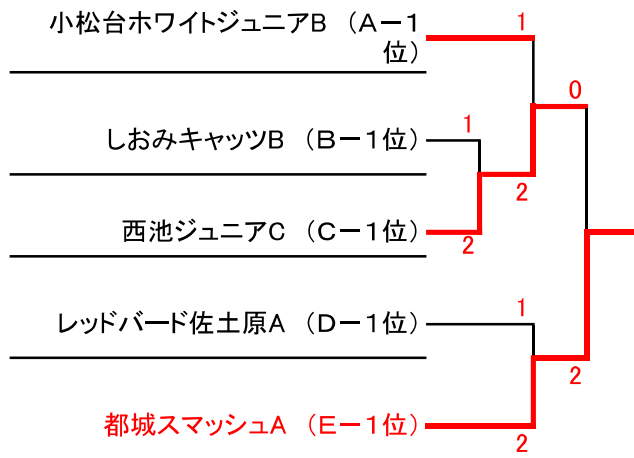 小松台ホワイトジュニアB （A－1
位）
1
0
しおみキャッツB （B－1位）
1
2
西池ジュニアC （C－1位）
2
レッドバード佐土原A （D－1位）
1
2
都城スマッシュA （E－1位）
2